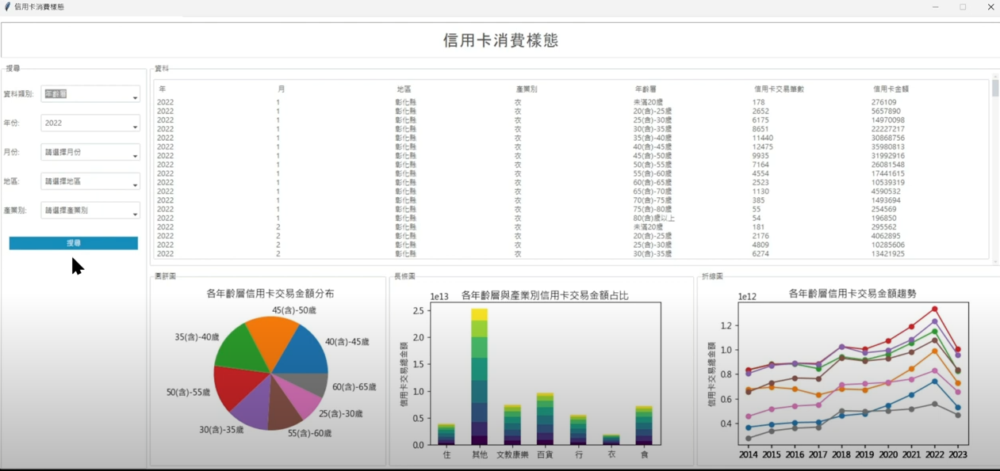 信用卡消費樣態
信用卡消費樣態
搜尋
資料類別: 年齡層
年份: 2022
月份: 請選擇月份
地區: 請選擇地區
產業別: 請選擇產業別
搜尋
資料
年 月 地區 產業別 年齡層 信用卡交易筆數 信用卡金額
2022 1 彰化縣 衣 未滿20歲 178 276109
2022 1 彰化縣 衣 20(含)-25歲 2652 5657890
2022 1 彰化縣 衣 25(含)-30歲 6175 14970098
2022 1 彰化縣 衣 30(含)-35歲 8651 22227217
2022 1 彰化縣 衣 35(含)-40歲 11440 30868756
2022 1 彰化縣 衣 40(含)-45歲 12475 35980813
2022 1 彰化縣 衣 45(含)-50歲 9935 31992916
2022 1 彰化縣 衣 50(含)-55歲 7164 26081548
2022 1 彰化縣 衣 55(含)-60歲 4554 17441615
2022 1 彰化縣 衣 60(含)-65歲 2523 10539319
2022 1 彰化縣 衣 65(含)-70歲 1130 4590532
2022 1 彰化縣 衣 70(含)-75歲 385 1493694
2022 1 彰化縣 衣 75(含)-80歲 55 254569
2022 1 彰化縣 衣 80(含)歲以上 54 196850
2022 2 彰化縣 衣 未滿20歲 181 295562
2022 2 彰化縣 衣 20(含)-25歲 2176 4062895
2022 2 彰化縣 衣 25(含)-30歲 4809 10285606
2022 2 彰化縣 衣 30(含)-35歲 6274 13421925
圓餅圖
各年齡層信用卡交易金額分布
45(含)-50歲
35(含)-40歲
40(含)-45歲
50(含)-55歲
60(含)-65歲
25(含)-30歲
30(含)-35歲
55(含)-60歲
長條圖
1e13 各年齡層與產業別信用卡交易金額占比
信用卡交易總金額
2.5
2.0
1.5
1.0
0.5
0.0
住 其他 文教康樂 百貨 行 衣 食
折線圖
1e12 各年齡層信用卡交易金額趨勢
信用卡交易總金額
1.2
1.0
0.8
0.6
0.4
2014 2015 2016 2017 2018 2019 2020 2021 2022 2023